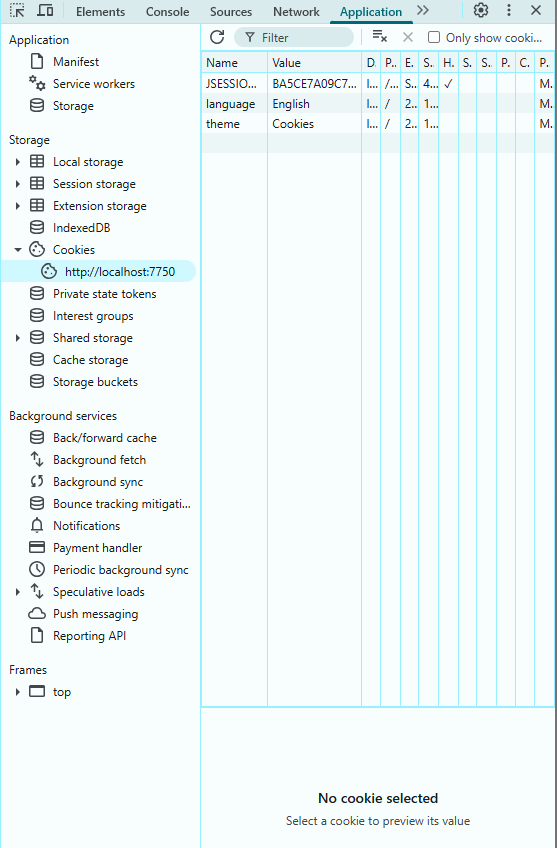 Elements Console Sources Network Application
Application
Manifest
Service workers
Storage
Storage
Local storage
Session storage
Extension storage
IndexedDB
Cookies
http://localhost:7750
Private state tokens
Interest groups
Shared storage
Cache storage
Storage buckets
Background services
Back/forward cache
Background fetch
Background sync
Bounce tracking mitigati...
Notifications
Payment handler
Periodic background sync
Speculative loads
Push messaging
Reporting API
Frames
top
Filter Only show cooki...
Name Value D. P.. E. S.. H. S. S. P. C. P..
JSESSIO... BA5CE7A09C7... l... /... S.. 4... ✓ M.
language English l... / 2.. 1... M.
theme Cookies l... / 2.. 1... M.
No cookie selected
Select a cookie to preview its value